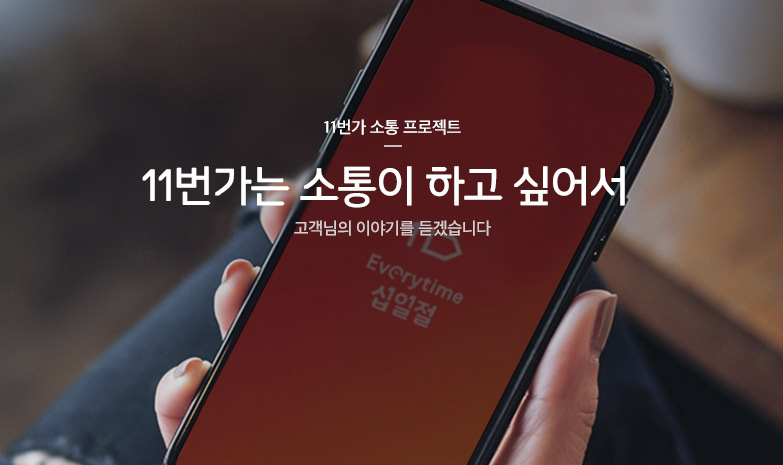 11번가 소통 프로젝트
11번가는 소통이 하고 싶어서
고객님의 이야기를 듣겠습니다
Everytime
십일절